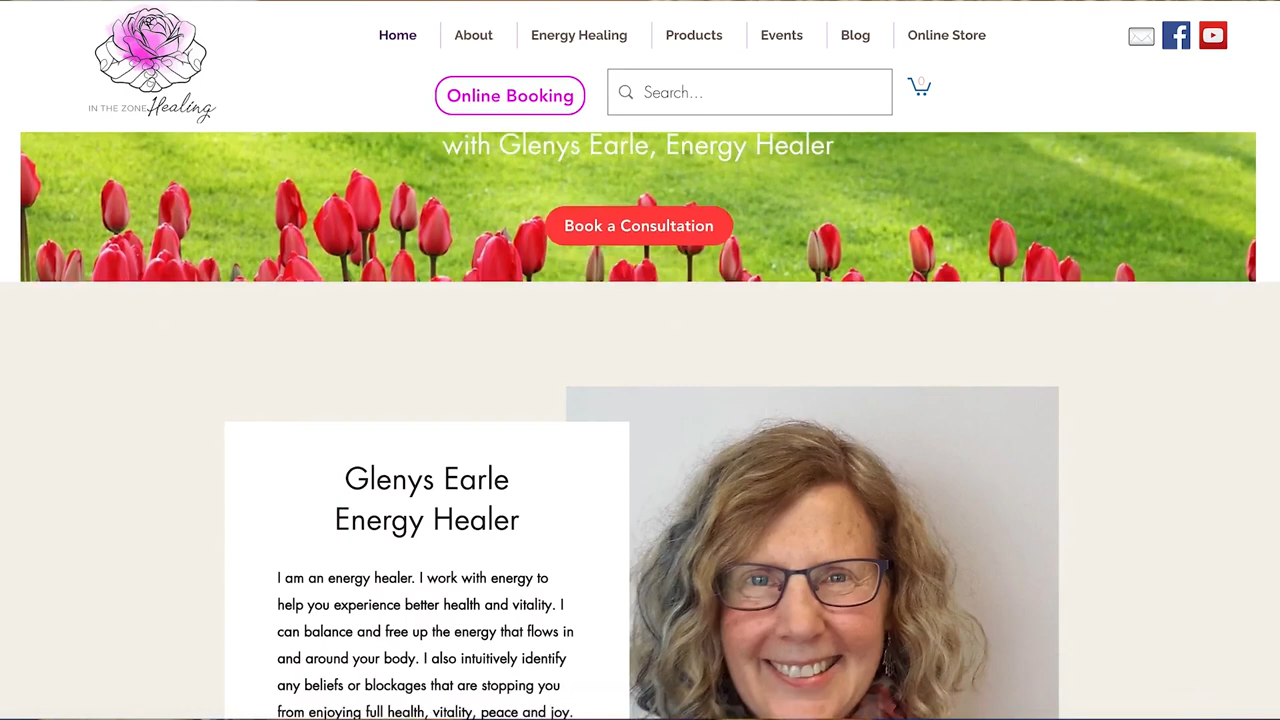 Home
About
Energy Healing
Products
Events
Blog
Online Store
IN THE ZONE Healing
Online Booking
Search...
0
with Glenys Earle, Energy Healer
Book a Consultation
Glenys Earle
Energy Healer
I am an energy healer. I work with energy to
help you experience better health and vitality. I
can balance and free up the energy that flows in
and around your body. I also intuitively identify
any beliefs or blockages that are stopping you
from enjoying full health, vitality, peace and joy.